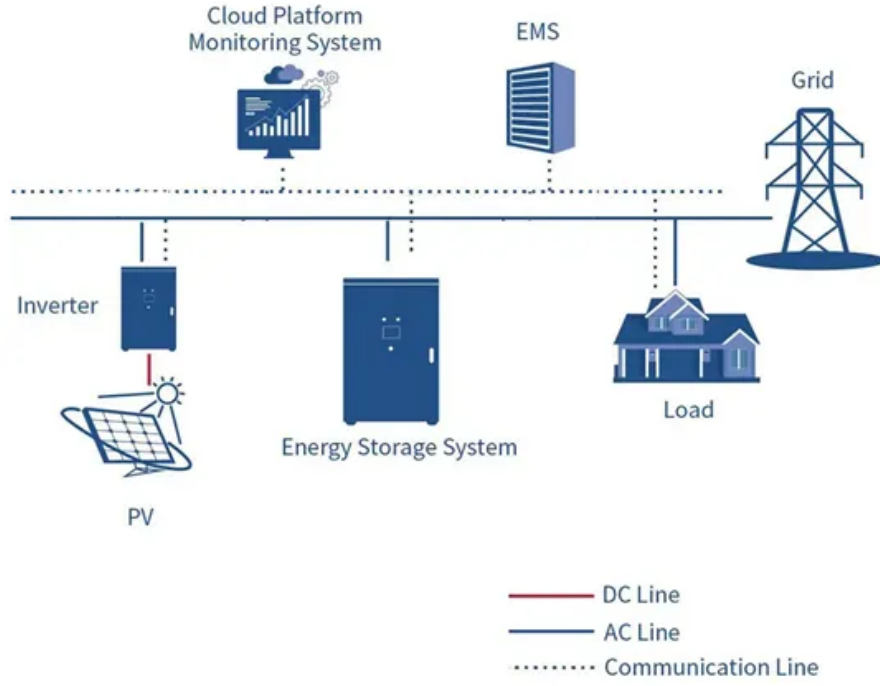 Cloud Platform
Monitoring System
EMS
Grid
Inverter
Energy Storage System
Load
PV
DC Line
AC Line
Communication Line